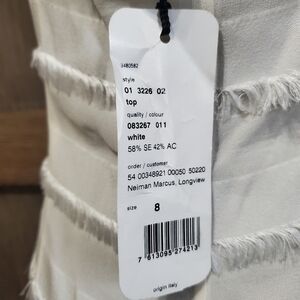 9480582
style
01 3226 02
top
quality / colour
083267 011
white
58% SE 42% AC
order / customer
54 00348921 00050 50220
Neiman Marcus, Longview
size
8
7 613095 274213
origin italy